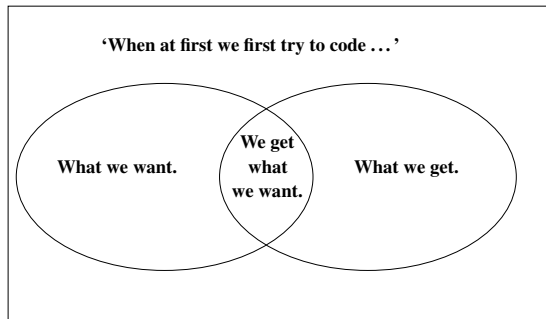 ‘When at first we first try to code …’
What we want.
We get
what
we want.
What we get.